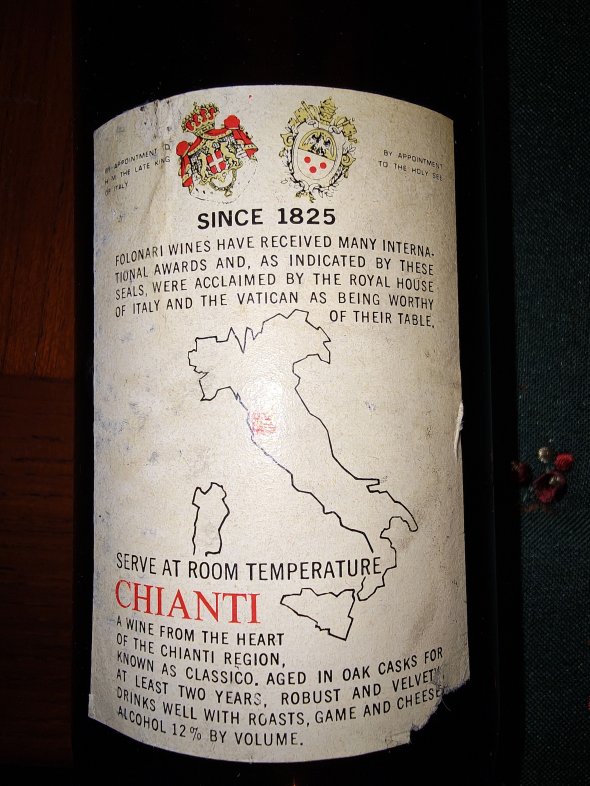 BY APPOINTMENT TO
H M THE LATE KING
OF ITALY
BY APPOINTMENT
TO THE HOLY SEE
SINCE 1825
FOLONARI WINES HAVE RECEIVED MANY INTERNA-
TIONAL AWARDS AND, AS INDICATED BY THESE
SEALS, WERE ACCLAIMED BY THE ROYAL HOUSE
OF ITALY AND THE VATICAN AS BEING WORTHY
OF THEIR TABLE.
SERVE AT ROOM TEMPERATURE
CHIANTI
A WINE FROM THE HEART
OF THE CHIANTI REGION,
KNOWN AS CLASSICO. AGED IN OAK CASKS FOR
AT LEAST TWO YEARS, ROBUST AND VELVETY
DRINKS WELL WITH ROASTS, GAME AND CHEESE
ALCOHOL 12% BY VOLUME.